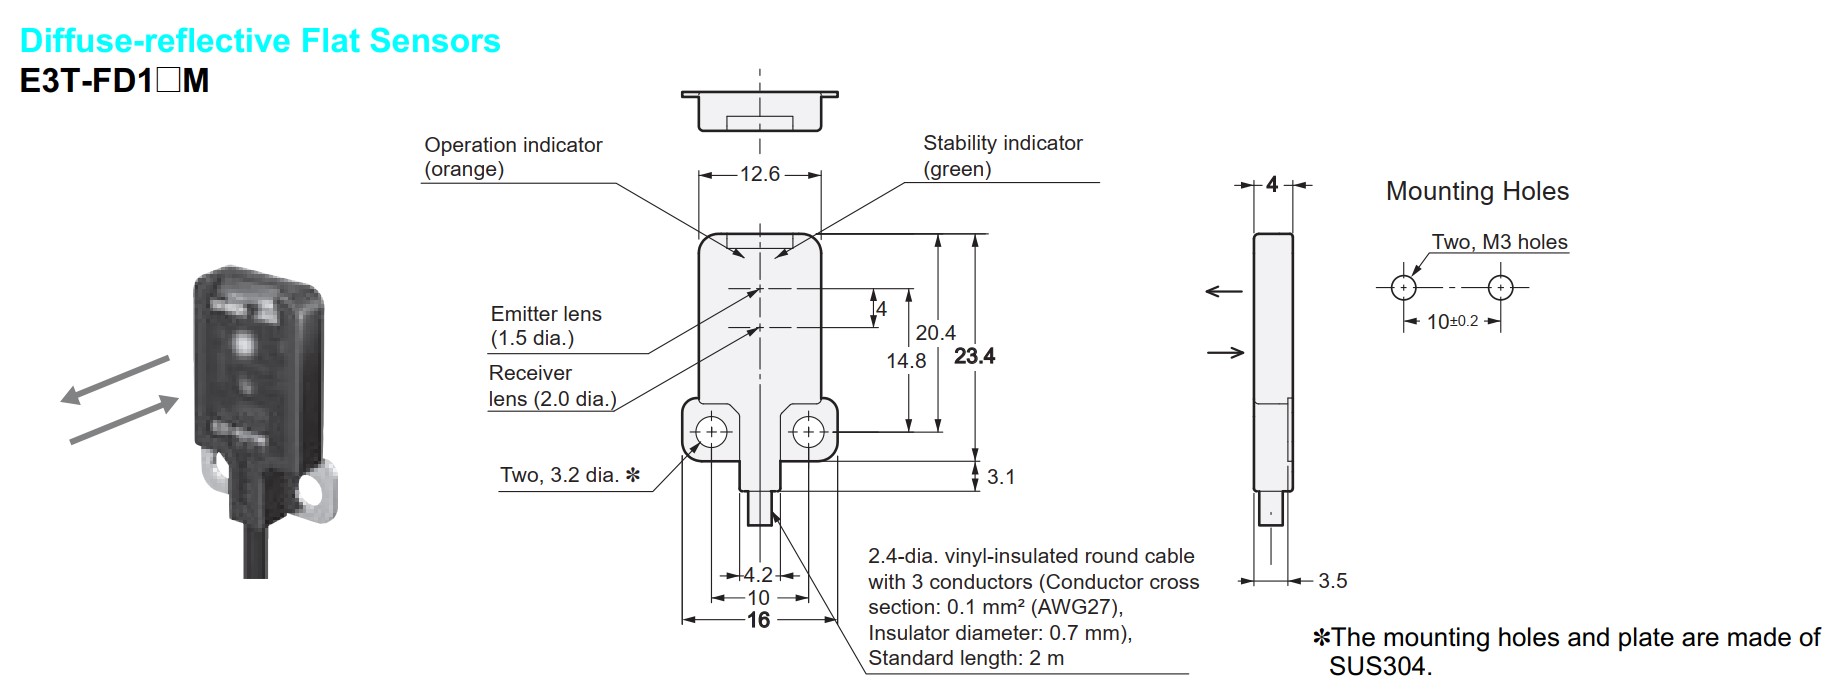 Diffuse-reflective Flat Sensors
E3T-FD1□M
Operation indicator
(orange)
Stability indicator
(green)
12.6
4
Mounting Holes
Two, M3 holes
10±0.2
Emitter lens
(1.5 dia.)
Receiver
lens (2.0 dia.)
4
20.4
14.8
23.4
Two, 3.2 dia. ✻
3.1
4.2
10
16
2.4-dia. vinyl-insulated round cable
with 3 conductors (Conductor cross
section: 0.1 mm² (AWG27),
Insulator diameter: 0.7 mm),
Standard length: 2 m
3.5
✻The mounting holes and plate are made of
SUS304.